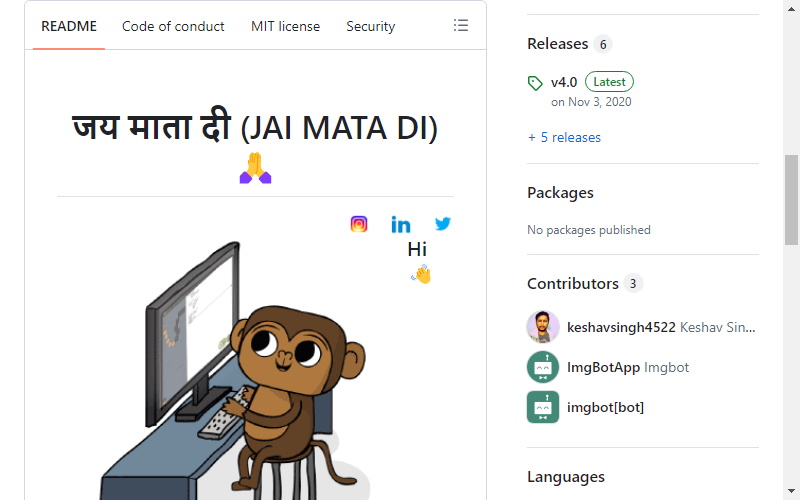 README
Code of conduct
MIT license
Security
जय माता दी (JAI MATA DI)
🙏
Hi
👋
Releases 6
v4.0 Latest
on Nov 3, 2020
+ 5 releases
Packages
No packages published
Contributors 3
keshavsingh4522 Keshav Sin...
ImgBotApp Imgbot
imgbot[bot]
Languages